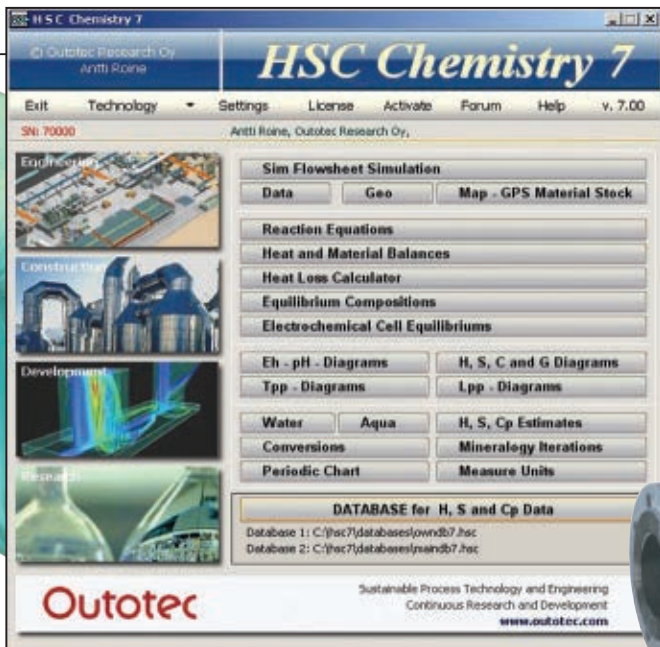 HSC Chemistry 7
© Outotec Research Oy
Antti Roine
HSC Chemistry 7
Exit Technology Settings License Activate Forum Help v. 7.00
SN: 70000 Antti Roine, Outotec Research Oy,
Engineering
Construction
Development
Research
Sim Flowsheet Simulation
Data Geo Map - GPS Material Stock
Reaction Equations
Heat and Material Balances
Heat Loss Calculator
Equilibrium Compositions
Electrochemical Cell Equilibriums
Eh - pH - Diagrams H, S, C and G Diagrams
Tpp - Diagrams Lpp - Diagrams
Water Aqua H, S, Cp Estimates
Conversions Mineralogy Iterations
Periodic Chart Measure Units
DATABASE for H, S and Cp Data
Database 1: C:\hsc7\databases\owndb7.hsc
Database 2: C:\hsc7\databases\maindb7.hsc
Outotec
Sustainable Process Technology and Engineering
Continuous Research and Development
www.outotec.com